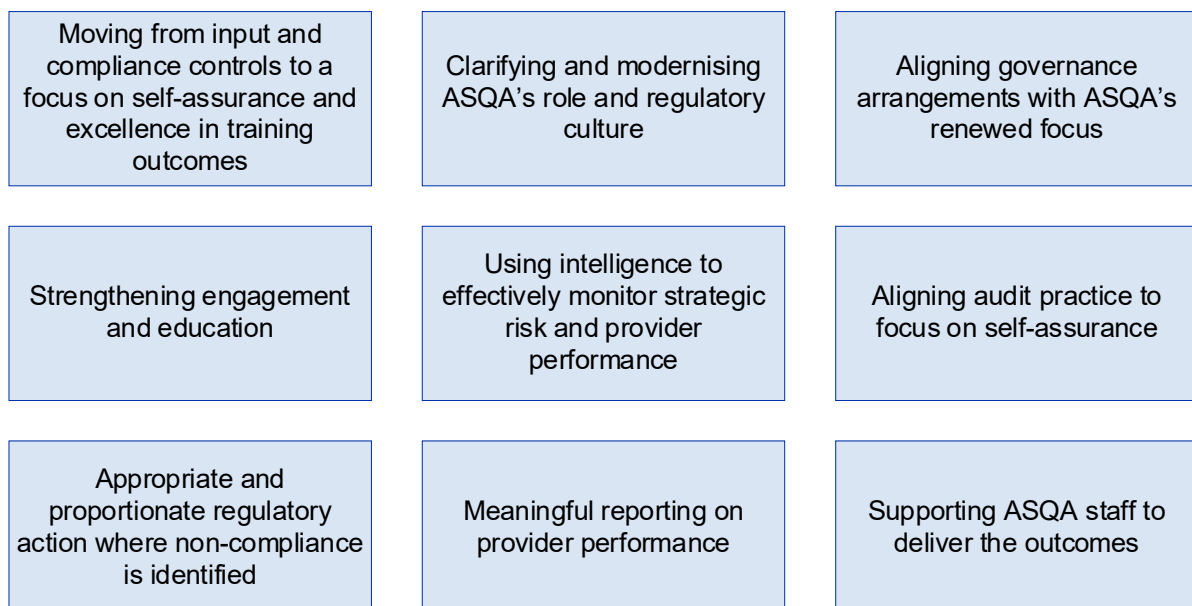 Moving from input and
compliance controls to a
focus on self-assurance and
excellence in training
outcomes
Clarifying and modernising
ASQA’s role and regulatory
culture
Aligning governance
arrangements with ASQA’s
renewed focus
Strengthening engagement
and education
Using intelligence to
effectively monitor strategic
risk and provider
performance
Aligning audit practice to
focus on self-assurance
Appropriate and
proportionate regulatory
action where non-compliance
is identified
Meaningful reporting on
provider performance
Supporting ASQA staff to
deliver the outcomes